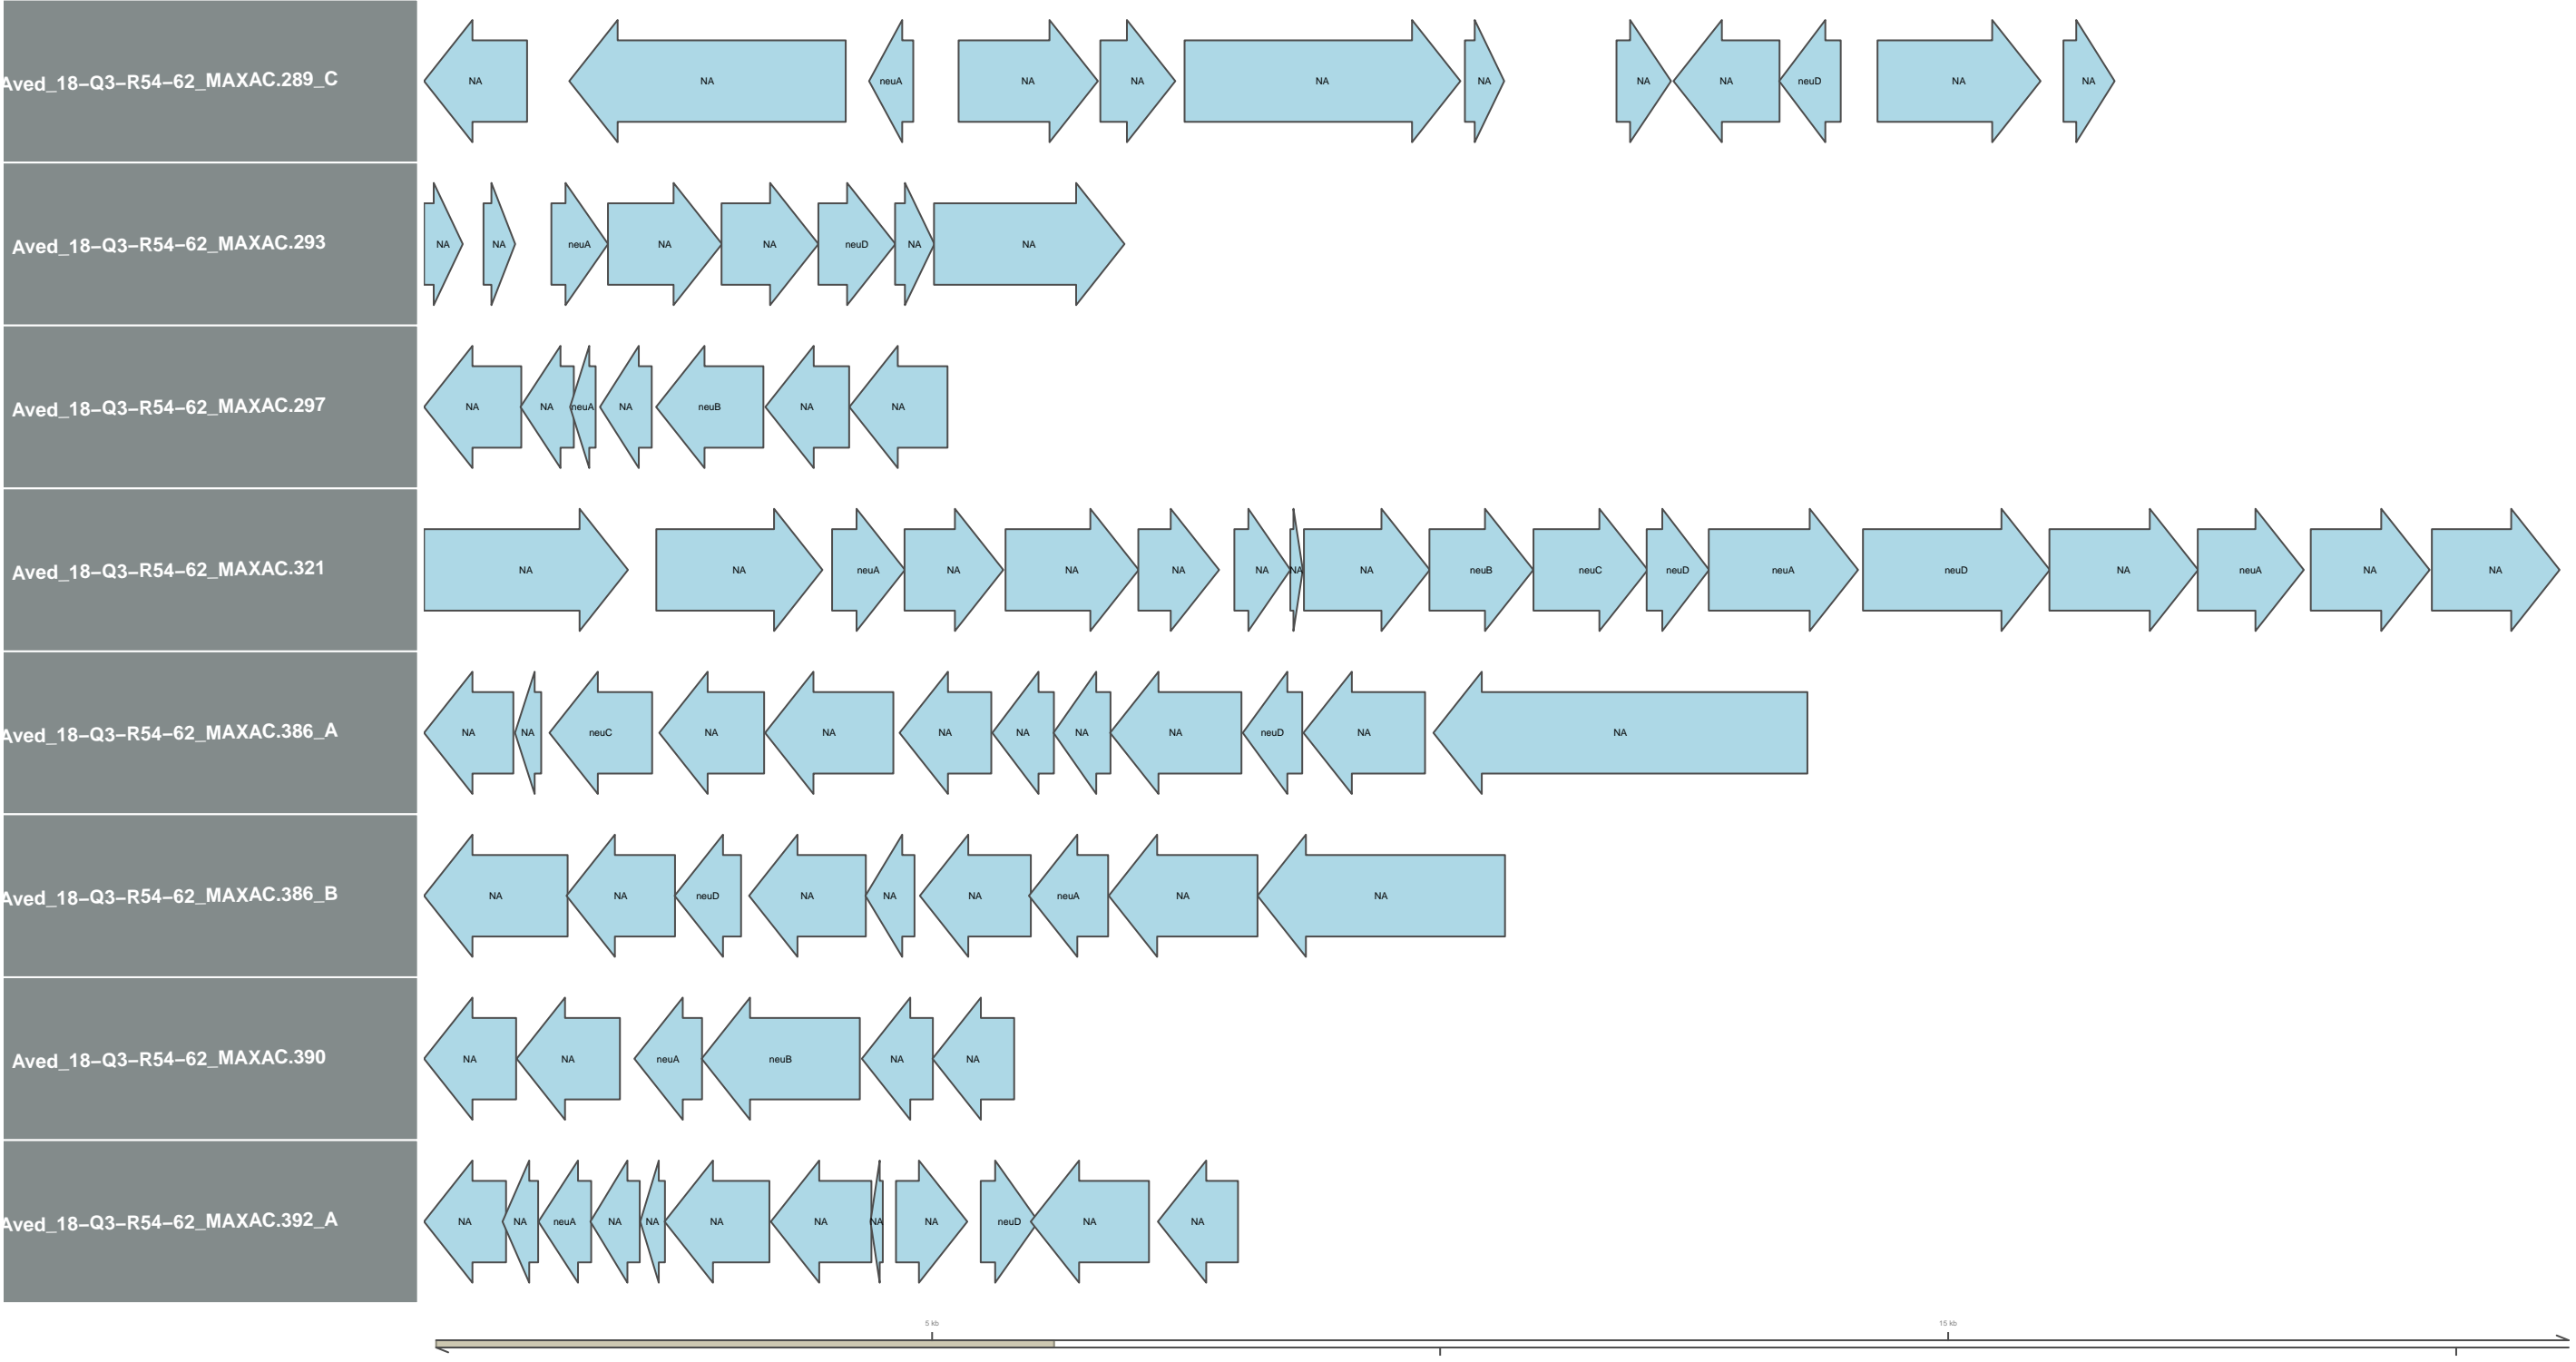 Aved_18−Q3−R54−62_MAXAC.289_C
NA NA neuA NA NA NA NA NA NA neuD NA NA
Aved_18−Q3−R54−62_MAXAC.293
NA NA neuA NA NA neuD NA NA
Aved_18−Q3−R54−62_MAXAC.297
NA NA neuA NA neuB NA NA
Aved_18−Q3−R54−62_MAXAC.321
NA NA neuA NA NA NA NA NA NA neuB neuC neuD neuA neuD NA neuA NA NA
Aved_18−Q3−R54−62_MAXAC.386_A
NA NA neuC NA NA NA NA NA NA neuD NA NA
Aved_18−Q3−R54−62_MAXAC.386_B
NA NA neuD NA NA NA neuA NA NA
Aved_18−Q3−R54−62_MAXAC.390
NA NA neuA neuB NA NA
Aved_18−Q3−R54−62_MAXAC.392_A
NA NA neuA NA NA NA NA NA NA neuD NA NA
5 kb 15 kb